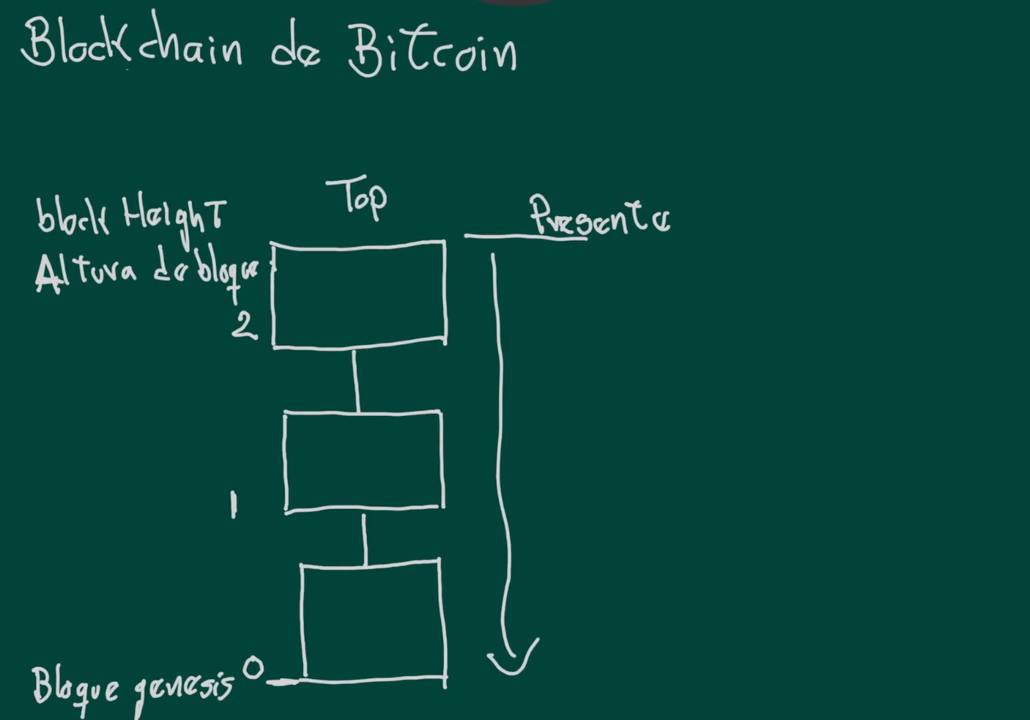 Blockchain de Bitcoin
Top
block Height
Presente
Altura de bloque
2
1
Bloque genesis 0